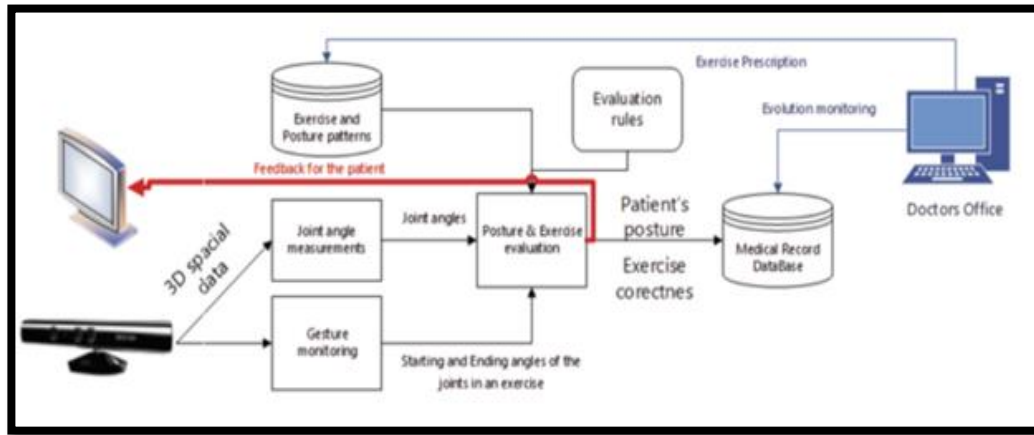 Exercise Prescription
Evaluation
rules
Evolution monitoring
Exercise and
Posture patterns
Feedback for the patient
Doctors Office
Patient's
posture
Joint angle
measurements
Joint angles
Posture & Exercise
evaluation
Medical Record
DataBase
3D spacial
data
Exercise
corectnes
Gesture
monitoring
Starting and Ending angles of the
joints in an exercise